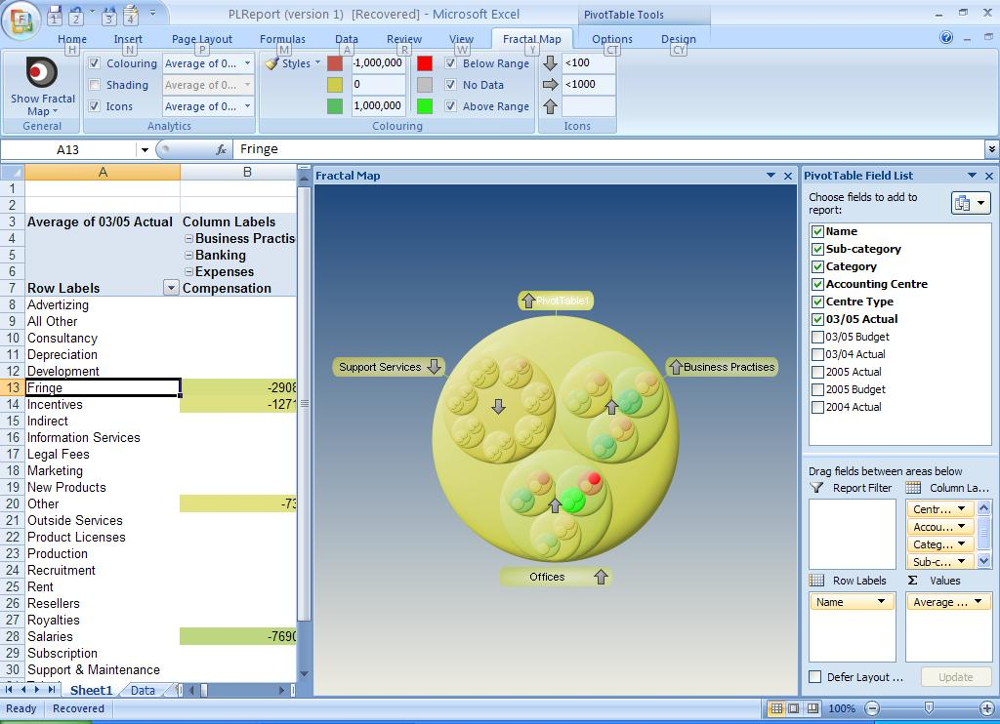 1 2 3 4
PLReport (version 1) [Recovered] - Microsoft Excel
PivotTable Tools
Home Insert Page Layout Formulas Data Review View Fractal Map Options Design
H N P M A R W Y CT CY
Show Fractal Map
General
Colouring Average of 0...
Shading Average of 0...
Icons Average of 0...
Analytics
Styles
-1,000,000
0
1,000,000
Below Range
No Data
Above Range
Colouring
<100
<1000
Icons
A13
fx Fringe
A B
1
2
3 Average of 03/05 Actual Column Labels
4 Business Practis
5 Banking
6 Expenses
7 Row Labels Compensation
8 Advertizing
9 All Other
10 Consultancy
11 Depreciation
12 Development
13 Fringe -2908
14 Incentives -1271
15 Indirect
16 Information Services
17 Legal Fees
18 Marketing
19 New Products
20 Other -73
21 Outside Services
22 Product Licenses
23 Production
24 Recruitment
25 Rent
26 Resellers
27 Royalties
28 Salaries -7690
29 Subscription
30 Support & Maintenance
Sheet1 Data
Ready Recovered
Fractal Map
PivotTable1
Support Services
Business Practises
Offices
PivotTable Field List
Choose fields to add to
report:
Name
Sub-category
Category
Accounting Centre
Centre Type
03/05 Actual
03/05 Budget
03/04 Actual
2005 Actual
2005 Budget
2004 Actual
Drag fields between areas below
Report Filter
Column La...
Centr...
Accou...
Categ...
Sub-c...
Row Labels
Σ Values
Name
Average ...
Defer Layout ...
Update
100%